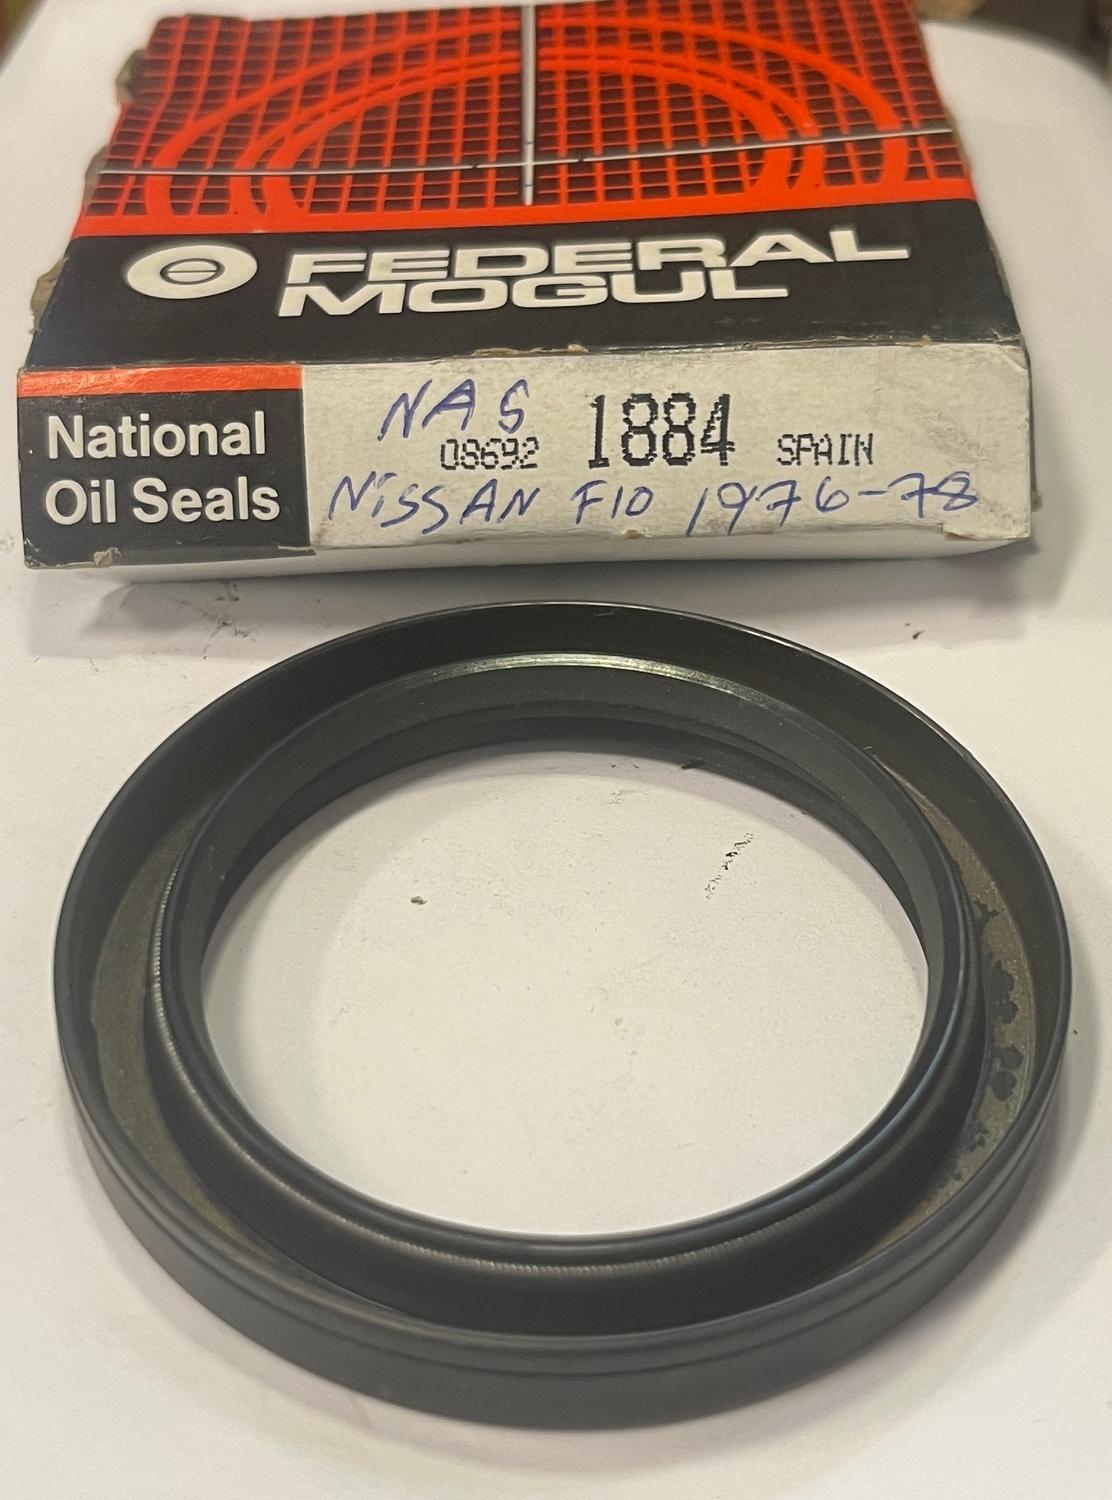 FEDERAL
MOGUL
National
Oil Seals
NAS
08692 1884 SPAIN
NISSAN F10 1976-78